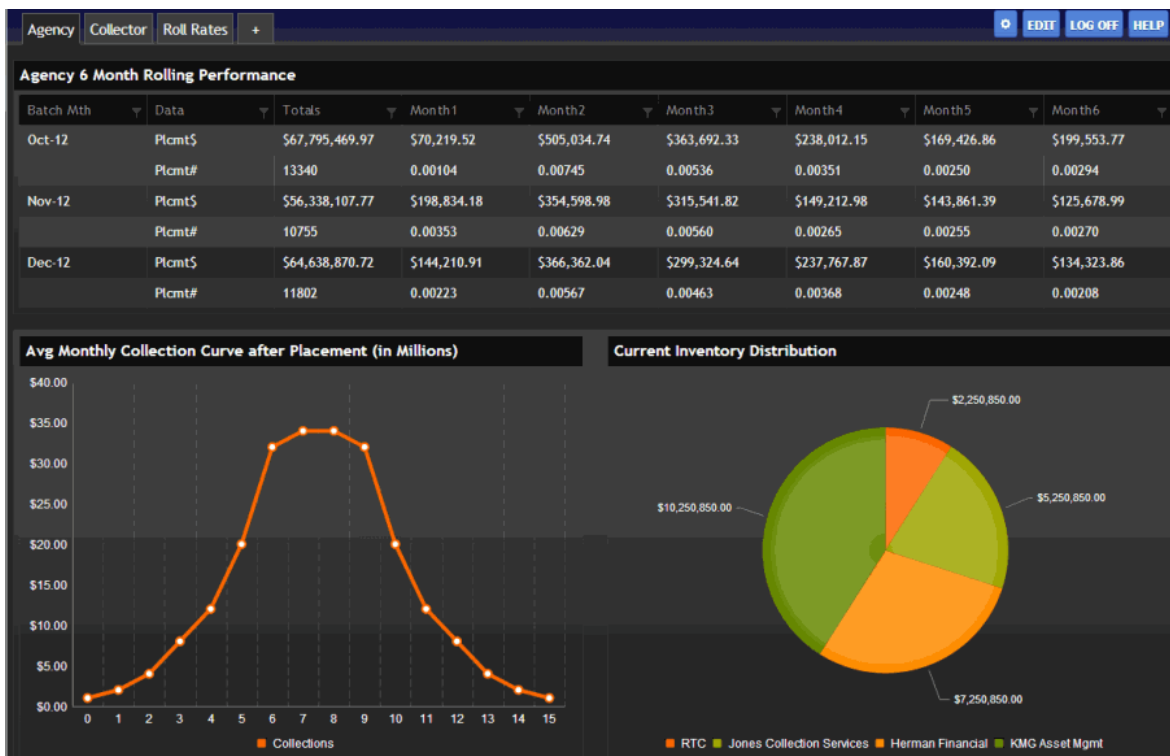 Agency Collector Roll Rates + EDIT LOG OFF HELP
Agency 6 Month Rolling Performance
Batch Mth Data Totals Month1 Month2 Month3 Month4 Month5 Month6
Oct-12 Plcmt$ $67,795,469.97 $70,219.52 $505,034.74 $363,692.33 $238,012.15 $169,426.86 $199,553.77
Plcmt# 13340 0.00104 0.00745 0.00536 0.00351 0.00250 0.00294
Nov-12 Plcmt$ $56,338,107.77 $198,834.18 $354,598.98 $315,541.82 $149,212.98 $143,861.39 $125,678.99
Plcmt# 10755 0.00353 0.00629 0.00560 0.00265 0.00255 0.00270
Dec-12 Plcmt$ $64,638,870.72 $144,210.91 $366,362.04 $299,324.64 $237,767.87 $160,392.09 $134,323.86
Plcmt# 11802 0.00223 0.00567 0.00463 0.00368 0.00248 0.00208
Avg Monthly Collection Curve after Placement (in Millions)
$40.00
$35.00
$30.00
$25.00
$20.00
$15.00
$10.00
$5.00
$0.00
0 1 2 3 4 5 6 7 8 9 10 11 12 13 14 15
Collections
Current Inventory Distribution
$2,250,850.00
$5,250,850.00
$10,250,850.00
$7,250,850.00
RTC Jones Collection Services Herman Financial KMG Asset Mgmt